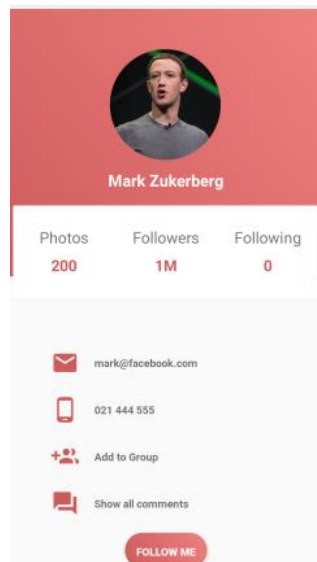 Mark Zukerberg
Photos Followers Following
200 1M 0
mark@facebook.com
021 444 555
Add to Group
Show all comments
FOLLOW ME